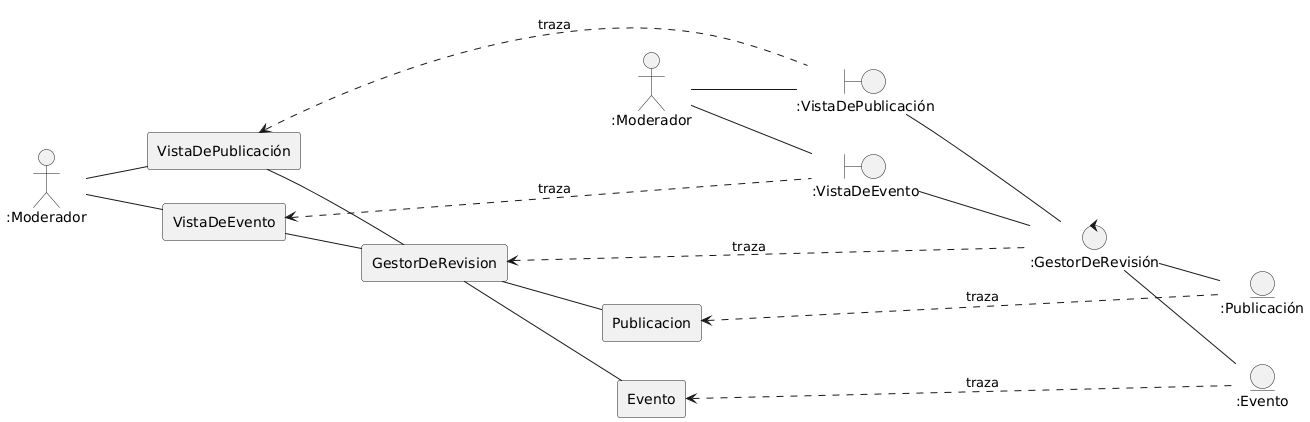 traza
:Moderador
:VistaDePublicación
VistaDePublicación
:Moderador
traza
:VistaDeEvento
VistaDeEvento
traza
GestorDeRevision
:GestorDeRevisión
traza
:Publicación
Publicacion
traza
Evento
:Evento